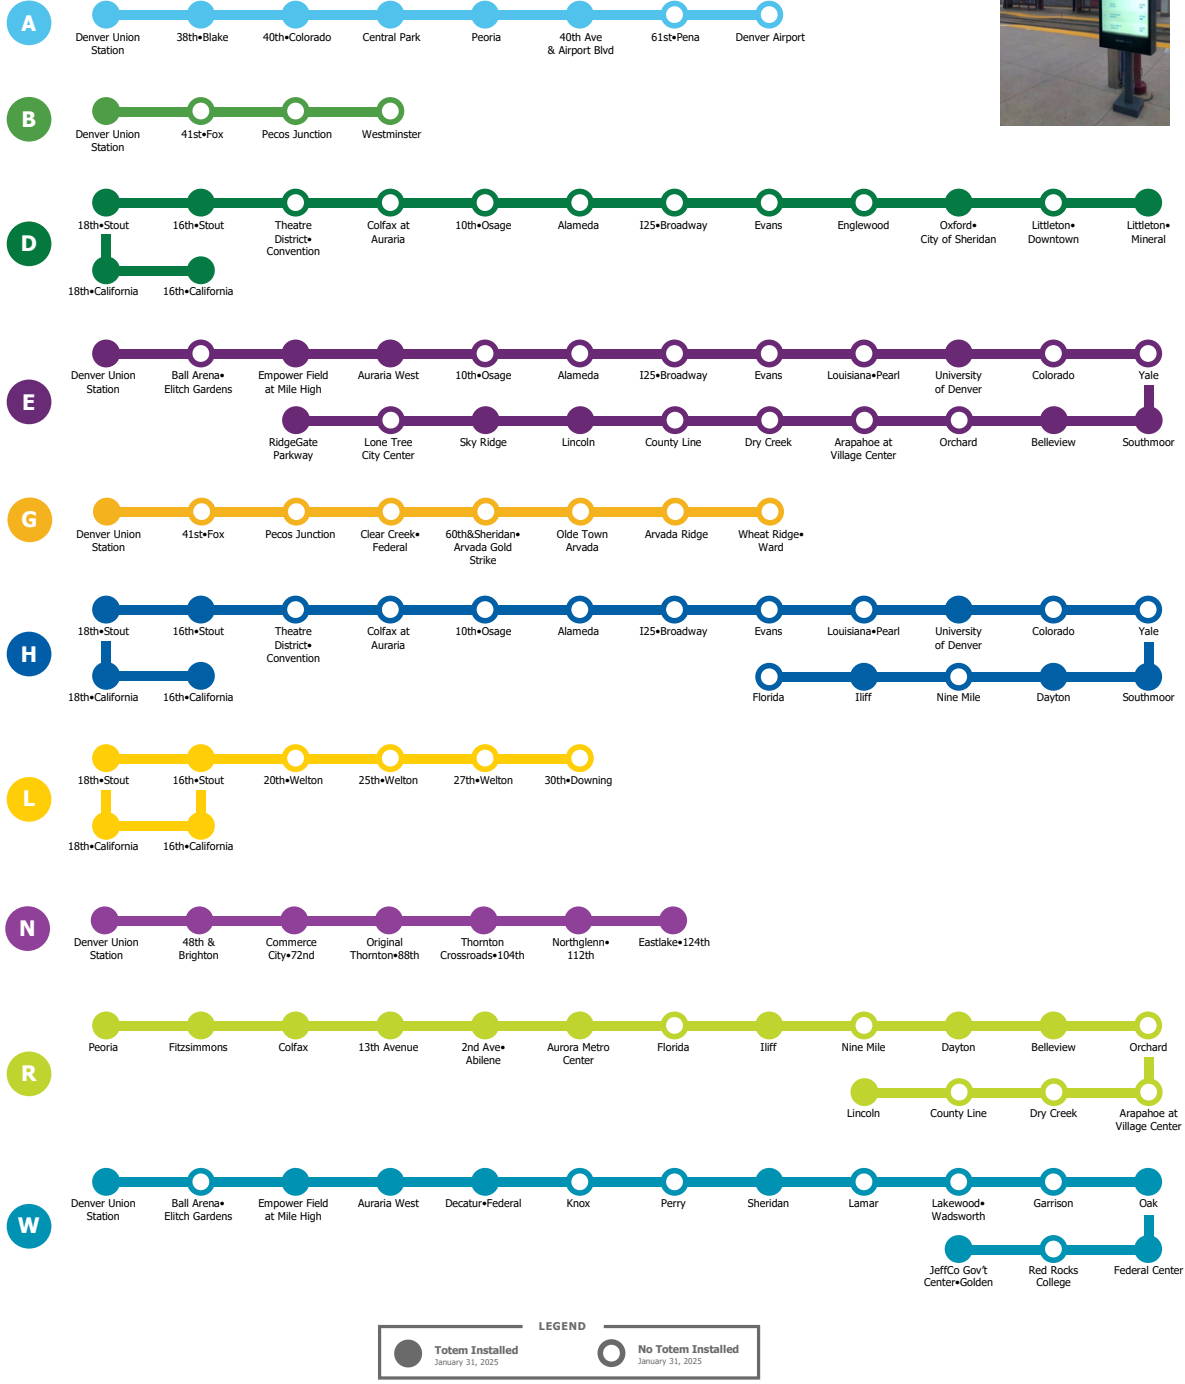 A
Denver Union
Station
38th•Blake
40th•Colorado
Central Park
Peoria
40th Ave
& Airport Blvd
61st•Pena
Denver Airport
B
Denver Union
Station
41st•Fox
Pecos Junction
Westminster
D
18th•Stout
16th•Stout
Theatre
District•
Convention
Colfax at
Auraria
10th•Osage
Alameda
I25•Broadway
Evans
Englewood
Oxford•
City of Sheridan
Littleton•
Downtown
Littleton•
Mineral
18th•California
16th•California
E
Denver Union
Station
Ball Arena•
Elitch Gardens
Empower Field
at Mile High
Auraria West
10th•Osage
Alameda
I25•Broadway
Evans
Louisiana•Pearl
University
of Denver
Colorado
Yale
RidgeGate
Parkway
Lone Tree
City Center
Sky Ridge
Lincoln
County Line
Dry Creek
Arapahoe at
Village Center
Orchard
Belleview
Southmoor
G
Denver Union
Station
41st•Fox
Pecos Junction
Clear Creek•
Federal
60th&Sheridan•
Arvada Gold
Strike
Olde Town
Arvada
Arvada Ridge
Wheat Ridge•
Ward
H
18th•Stout
16th•Stout
Theatre
District•
Convention
Colfax at
Auraria
10th•Osage
Alameda
I25•Broadway
Evans
Louisiana•Pearl
University
of Denver
Colorado
Yale
18th•California
16th•California
Florida
Iliff
Nine Mile
Dayton
Southmoor
L
18th•Stout
16th•Stout
20th•Welton
25th•Welton
27th•Welton
30th•Downing
18th•California
16th•California
N
Denver Union
Station
48th &
Brighton
Commerce
City•72nd
Original
Thornton•88th
Thornton
Crossroads•104th
Northglenn•
112th
Eastlake•124th
R
Peoria
Fitzsimmons
Colfax
13th Avenue
2nd Ave•
Abilene
Aurora Metro
Center
Florida
Iliff
Nine Mile
Dayton
Belleview
Orchard
Lincoln
County Line
Dry Creek
Arapahoe at
Village Center
W
Denver Union
Station
Ball Arena•
Elitch Gardens
Empower Field
at Mile High
Auraria West
Decatur•Federal
Knox
Perry
Sheridan
Lamar
Lakewood•
Wadsworth
Garrison
Oak
JeffCo Gov't
Center•Golden
Red Rocks
College
Federal Center
LEGEND
Totem Installed
January 31, 2025
No Totem Installed
January 31, 2025